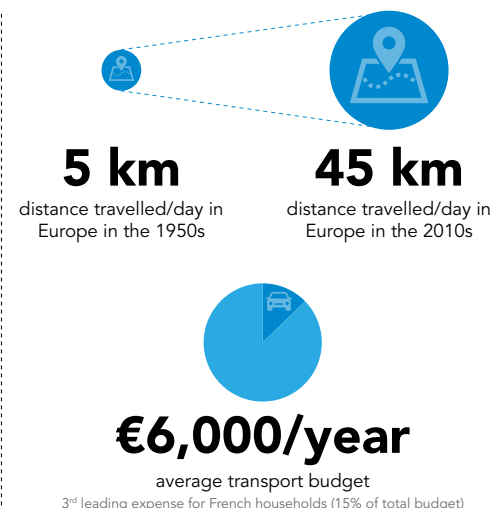 5 km
distance travelled/day in
Europe in the 1950s
45 km
distance travelled/day in
Europe in the 2010s
€6,000/year
average transport budget
3rd leading expense for French households (15% of total budget)